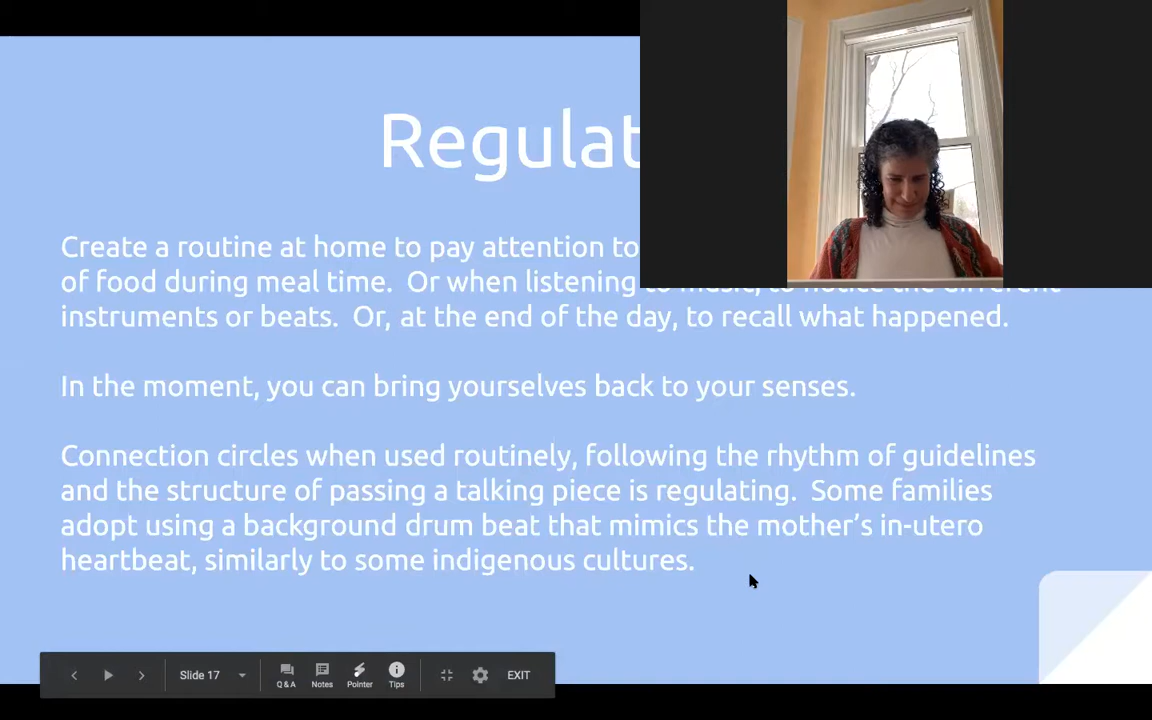 Regulat
Create a routine at home to pay attention to
of food during meal time. Or when listening to music, to notice the different
instruments or beats. Or, at the end of the day, to recall what happened.
In the moment, you can bring yourselves back to your senses.
Connection circles when used routinely, following the rhythm of guidelines
and the structure of passing a talking piece is regulating. Some families
adopt using a background drum beat that mimics the mother's in-utero
heartbeat, similarly to some indigenous cultures.
Slide 17
Q & A
Notes
Pointer
Tips
EXIT